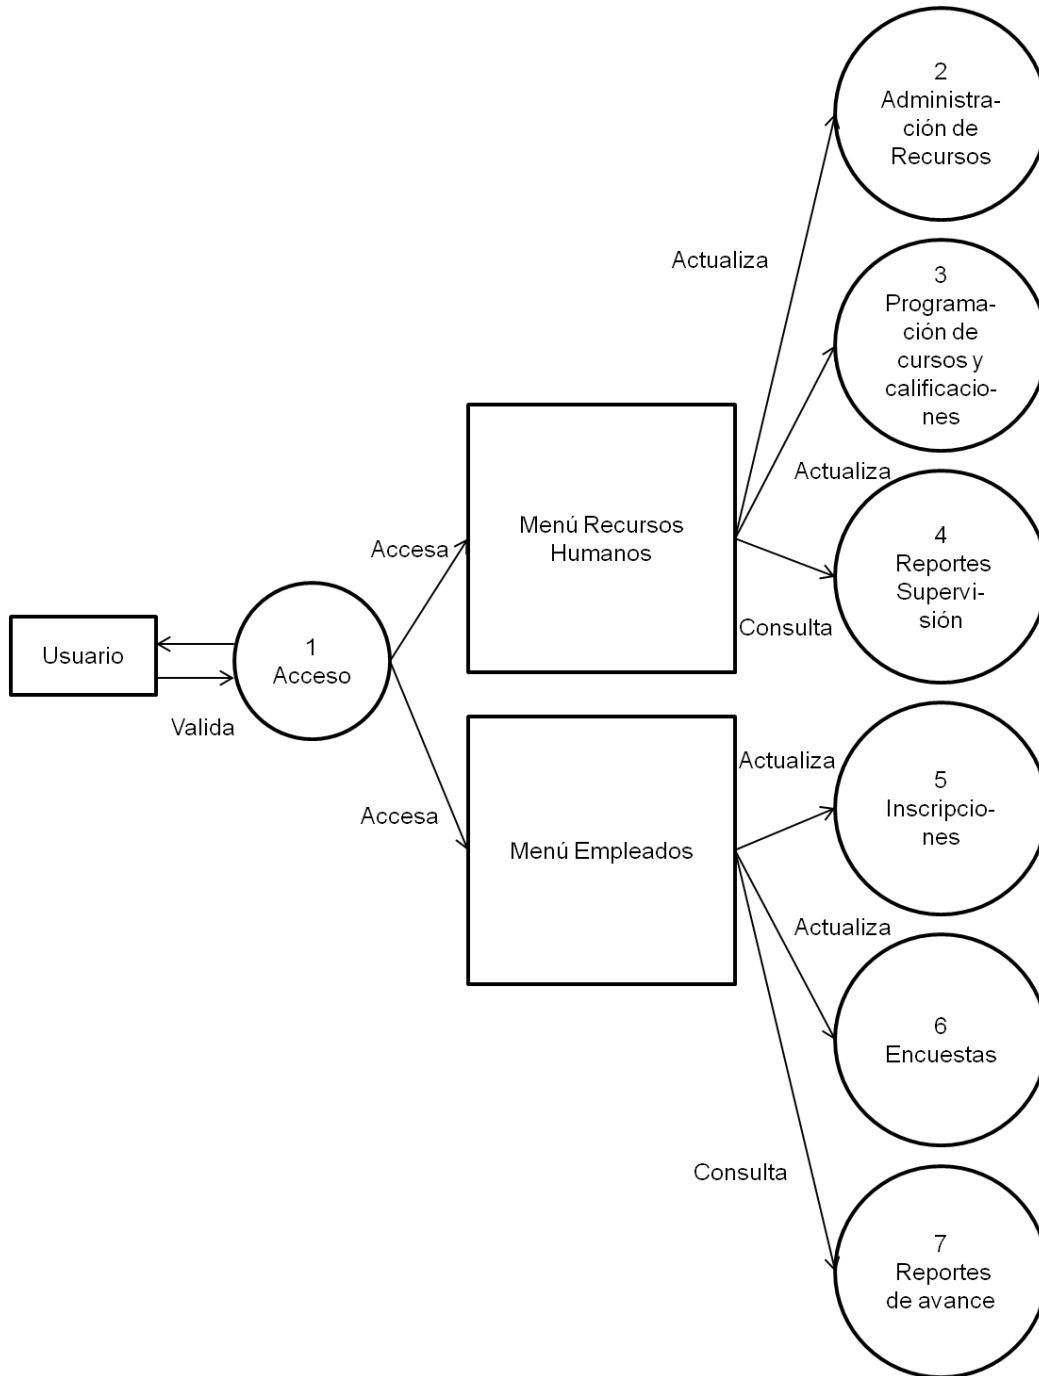 2
Administra-
ción de
Recursos
Actualiza
3
Programa-
ción de
cursos y
calificacio-
nes
Actualiza
Menú Recursos
Humanos
4
Reportes
Supervi-
sión
Accesa
Consulta
Usuario
1
Acceso
Valida
Accesa
Menú Empleados
Actualiza
5
Inscripcio-
nes
Actualiza
6
Encuestas
Consulta
7
Reportes
de avance